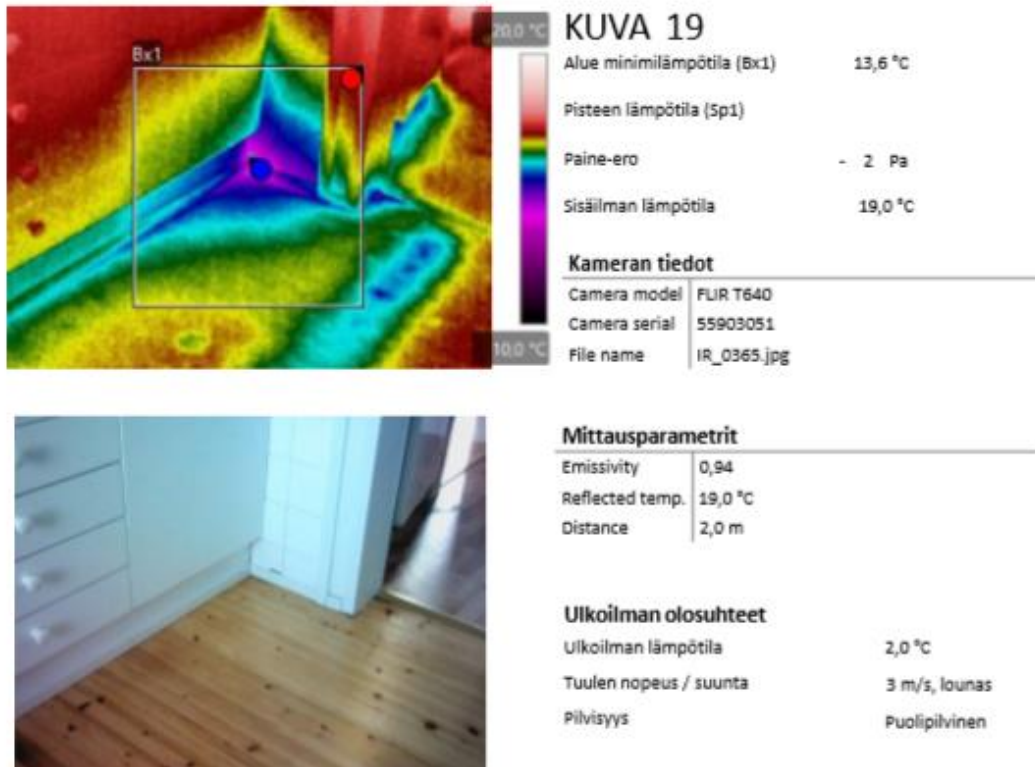 Bx1
20,0 °C
10,0 °C
KUVA 19
Alue minimilämpötila (Bx1) 13,6 °C
Pisteen lämpötila (Sp1)
Paine-ero - 2 Pa
Sisäilman lämpötila 19,0 °C
Kameran tiedot
Camera model FLIR T640
Camera serial 55903051
File name IR_0365.jpg
Mittausparametrit
Emissivity 0,94
Reflected temp. 19,0 °C
Distance 2,0 m
Ulkoilman olosuhteet
Ulkoilman lämpötila 2,0 °C
Tuulen nopeus / suunta 3 m/s, lounas
Pilvisyys Puolipilvinen